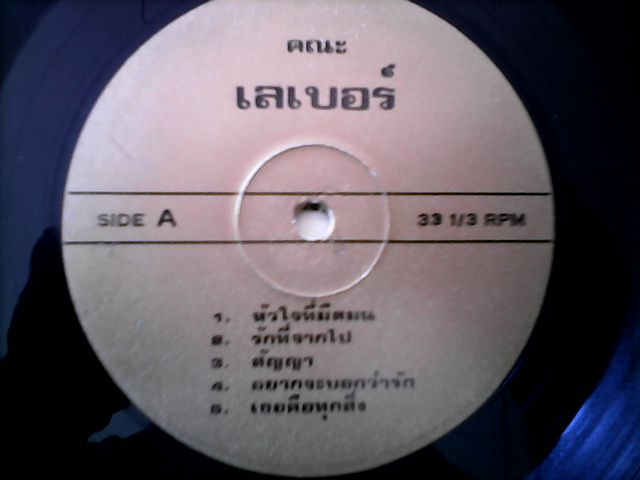 คณะ
เลเบอร์
SIDE A
33 1/3 RPM
1. หัวใจที่มืดมน
2. รักที่จากไป
3. สัญญา
4. อยากจะบอกว่ารัก
5. เธอคือทุกสิ่ง